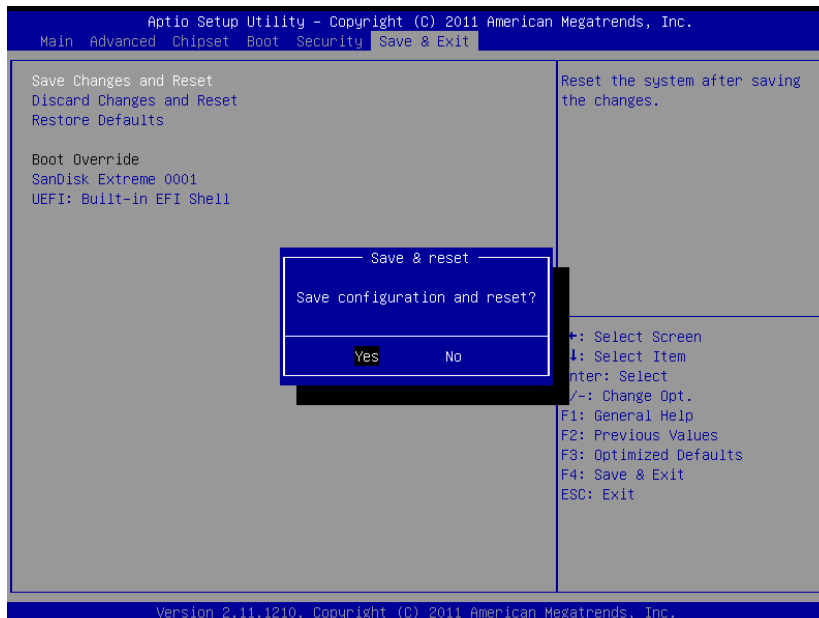 Aptio Setup Utility – Copyright (C) 2011 American Megatrends, Inc.
Main Advanced Chipset Boot Security Save & Exit
Save Changes and Reset
Discard Changes and Reset
Restore Defaults
Boot Override
SanDisk Extreme 0001
UEFI: Built-in EFI Shell
Reset the system after saving
the changes.
Save & reset
Save configuration and reset?
Yes No
: Select Screen
: Select Item
nter: Select
/-: Change Opt.
F1: General Help
F2: Previous Values
F3: Optimized Defaults
F4: Save & Exit
ESC: Exit
Version 2.11.1210. Copyright (C) 2011 American Megatrends, Inc.